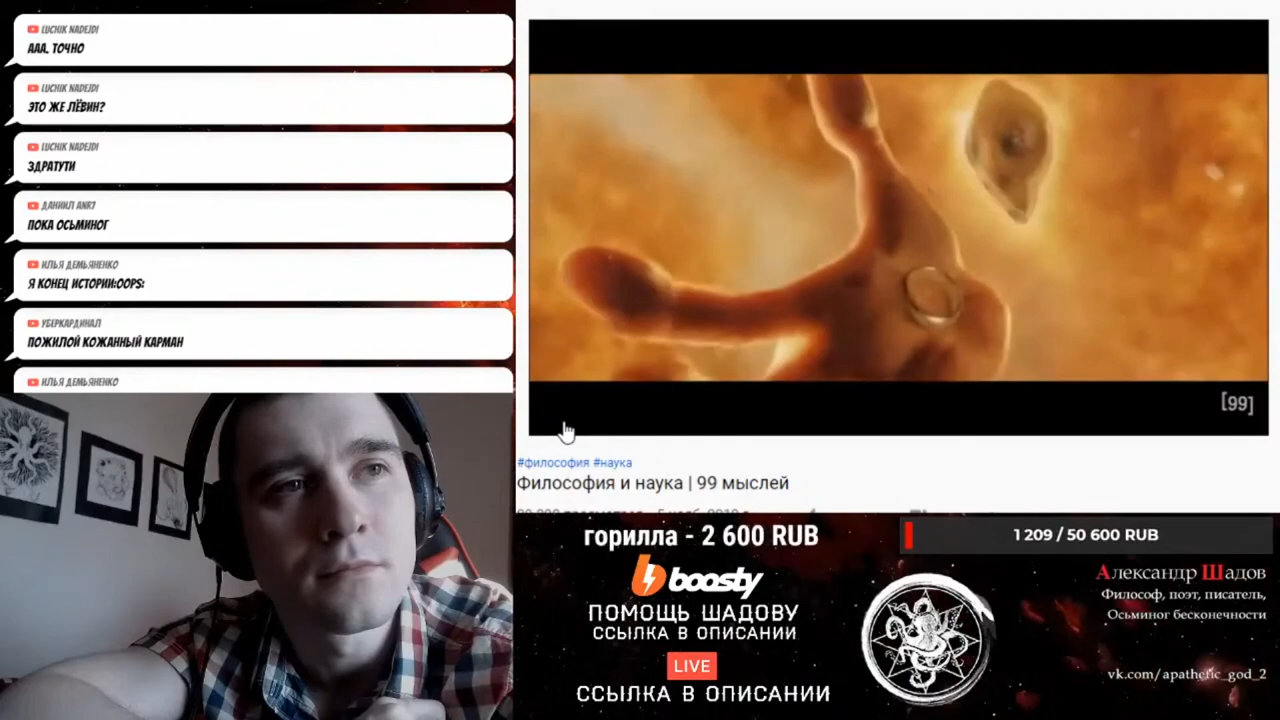 LUCHIK NADEJDI
ААА, ТОЧНО
LUCHIK NADEJDI
ЭТО ЖЕ ЛЁВИН?
LUCHIK NADEJDI
ЗДРАТУТИ
ДАНИИЛ ANR7
ПОКА ОСЬМИНОГ
ИЛЬЯ ДЕМЬЯНЕНКО
Я КОНЕЦ ИСТОРИИ:OOPS:
УБЕРКАРДИНАЛ
ПОЖИЛОЙ КОЖАННЫЙ КАРМАН
ИЛЬЯ ДЕМЬЯНЕНКО
[99]
#философия #наука
Философия и наука | 99 мыслей
горилла - 2 600 RUB
boosty
ПОМОЩЬ ШАДОВУ
ССЫЛКА В ОПИСАНИИ
LIVE
ССЫЛКА В ОПИСАНИИ
1 209 / 50 600 RUB
Александр Шадов
Философ, поэт, писатель,
Осьминог бесконечности
vk.com/apathetic_god_2